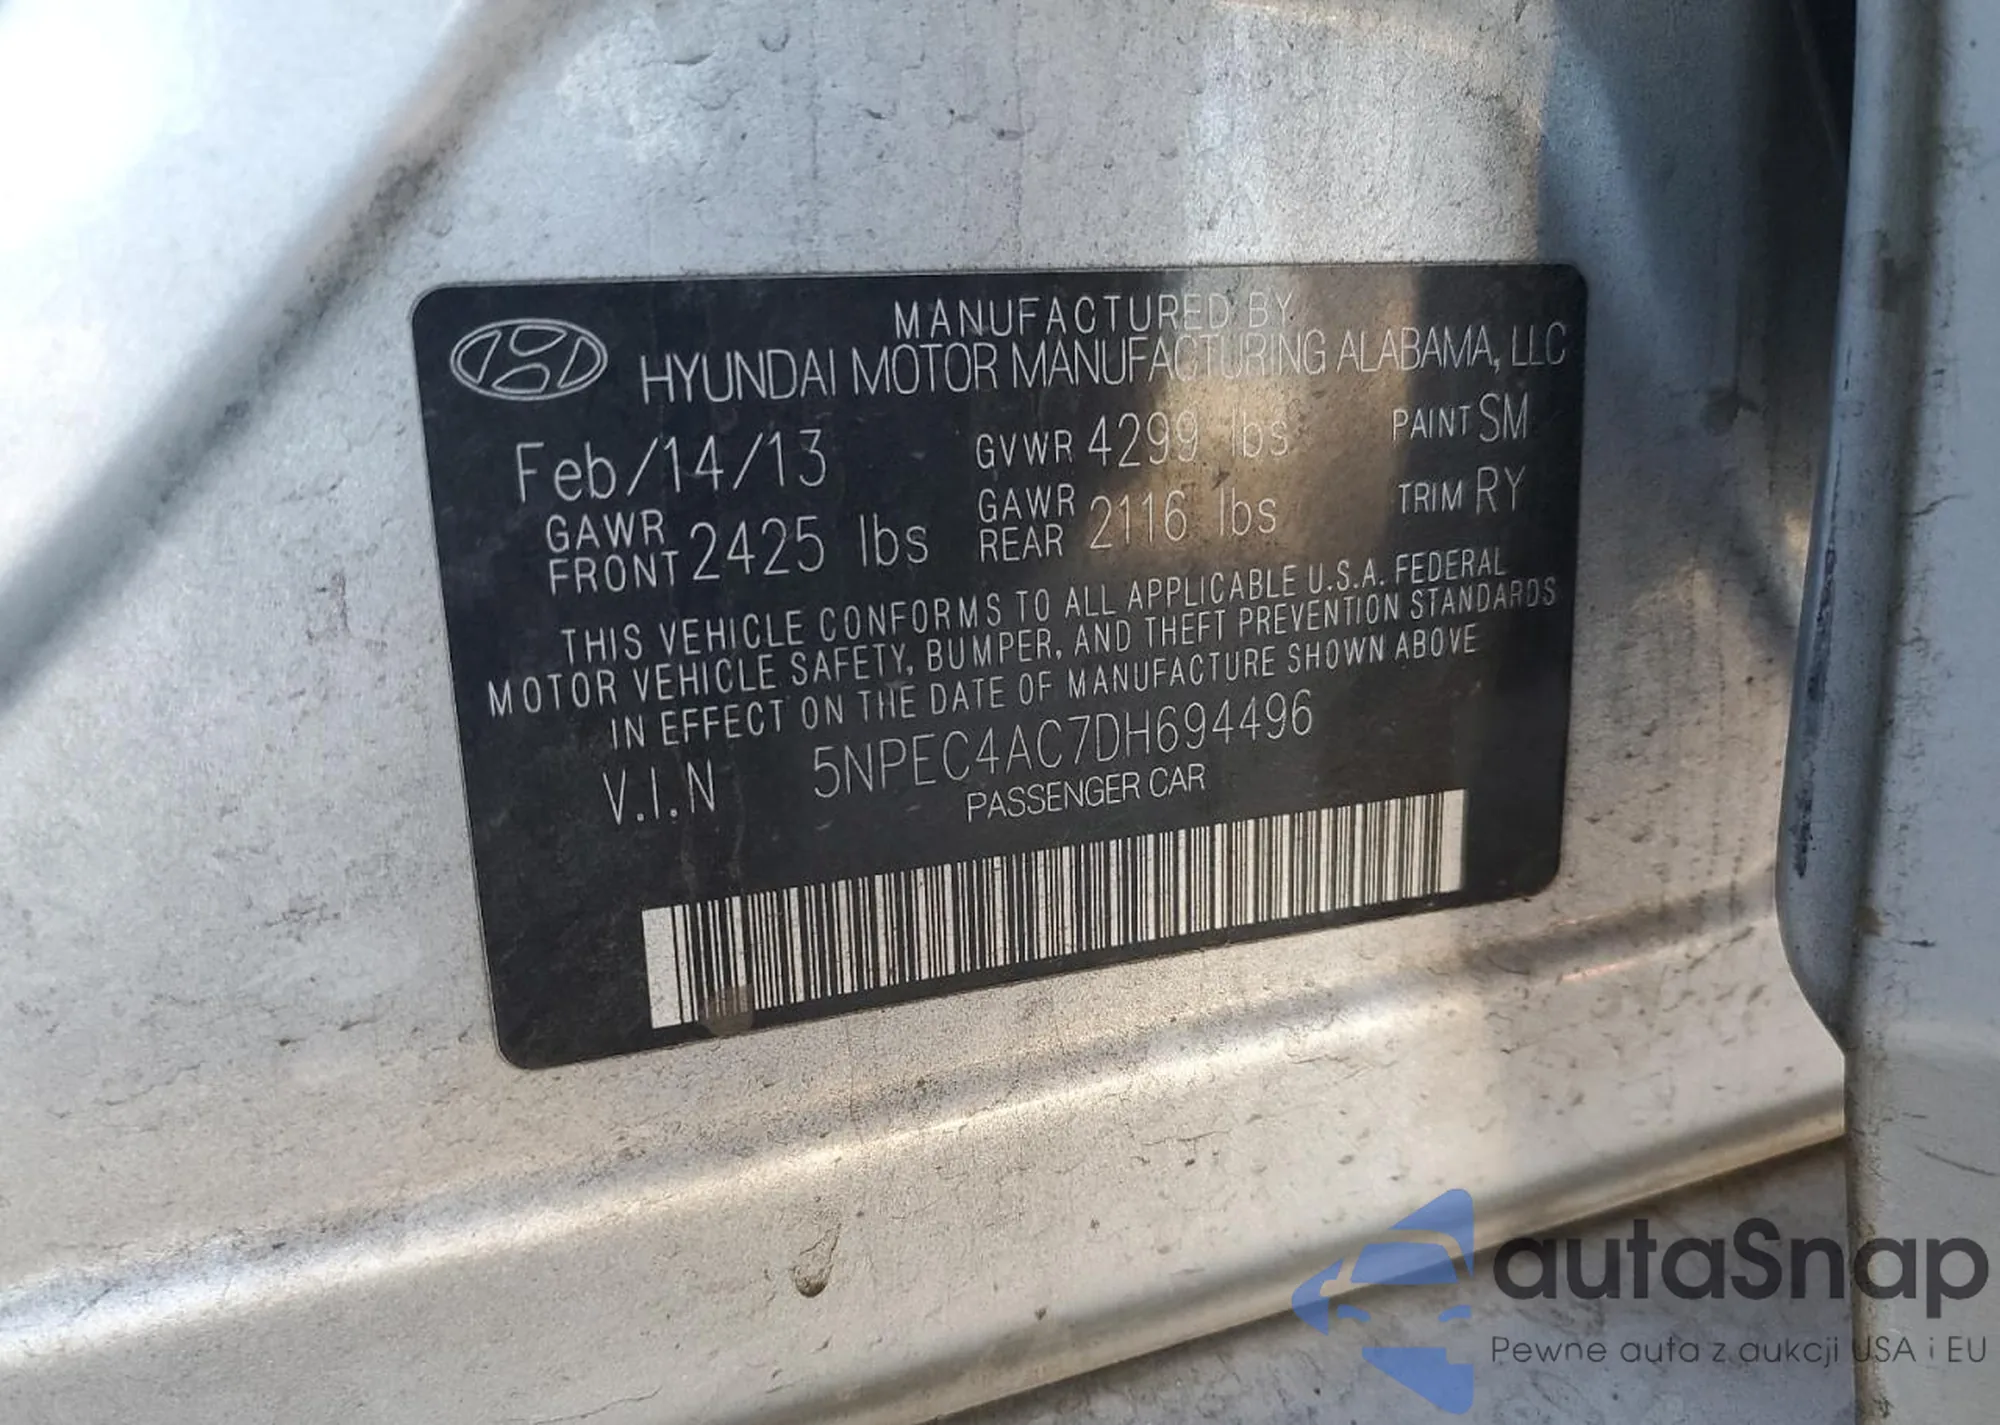 MANUFACTURED BY
HYUNDAI MOTOR MANUFACTURING ALABAMA, LLC
Feb/14/13 GVWR 4299 lbs PAINT SM
GAWR FRONT 2425 lbs GAWR REAR 2116 lbs TRIM RY
THIS VEHICLE CONFORMS TO ALL APPLICABLE U.S.A. FEDERAL
MOTOR VEHICLE SAFETY, BUMPER, AND THEFT PREVENTION STANDARDS
IN EFFECT ON THE DATE OF MANUFACTURE SHOWN ABOVE
V.I.N 5NPEC4AC7DH694496
PASSENGER CAR
autaSnap
Pewne auta z aukcji USA i EU